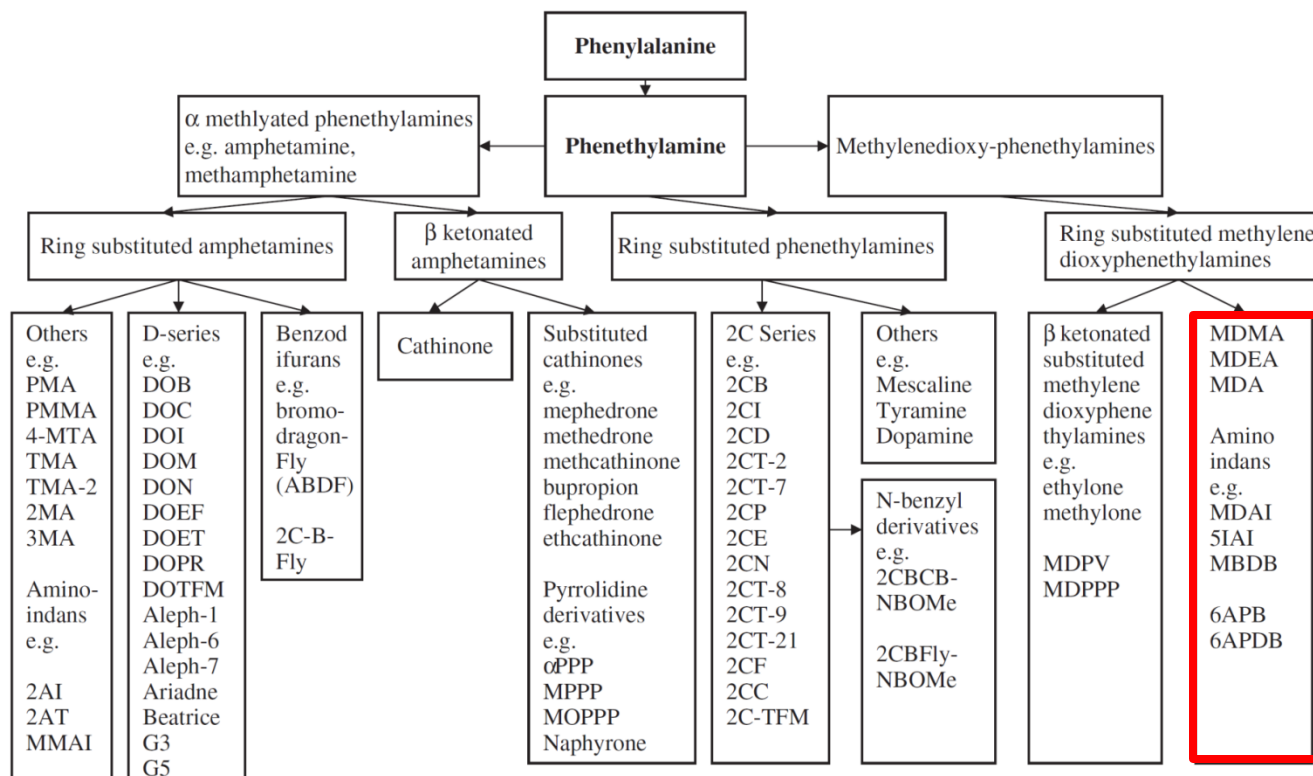 Phenylalanine
α methlyated phenethylamines
e.g. amphetamine,
methamphetamine
Phenethylamine
Methylenedioxy-phenethylamines
Ring substituted amphetamines
β ketonated
amphetamines
Ring substituted phenethylamines
Ring substituted methylene
dioxyphenethylamines
Others
e.g.
PMA
PMMA
4-MTA
TMA
TMA-2
2MA
3MA
Amino-
indans
e.g.
2AI
2AT
MMAI
D-series
e.g.
DOB
DOC
DOI
DOM
DON
DOEF
DOET
DOPR
DOTFM
Aleph-1
Aleph-6
Aleph-7
Ariadne
Beatrice
G3
G5
Benzod
ifurans
e.g.
bromo-
dragon-
Fly
(ABDF)
2C-B-
Fly
Cathinone
Substituted
cathinones
e.g.
mephedrone
methedrone
methcathinone
bupropion
flephedrone
ethcathinone
Pyrrolidine
derivatives
e.g.
αPPP
MPPP
MOPPP
Naphyrone
2C Series
e.g.
2CB
2CI
2CD
2CT-2
2CT-7
2CP
2CE
2CN
2CT-8
2CT-9
2CT-21
2CF
2CC
2C-TFM
Others
e.g.
Mescaline
Tyramine
Dopamine
N-benzyl
derivatives
e.g.
2CBCB-
NBOMe
2CBFly-
NBOMe
β ketonated
substituted
methylene
dioxyphene
thylamines
e.g.
ethylone
methylone
MDPV
MDPPP
MDMA
MDEA
MDA
Amino
indans
e.g.
MDAI
5IAI
MBDB
6APB
6APDB